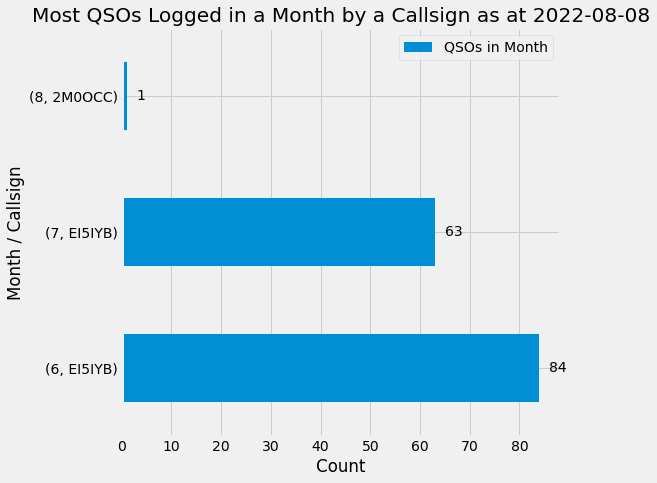 Most QSOs Logged in a Month by a Callsign as at 2022-08-08
QSOs in Month
(8, 2M0OCC)
1
(7, EI5IYB)
63
(6, EI5IYB)
84
Month / Callsign
0 10 20 30 40 50 60 70 80
Count